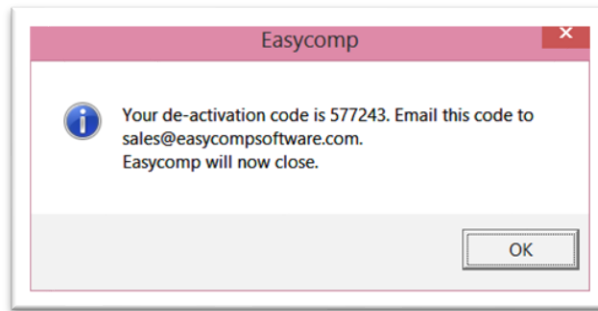 Easycomp
Your de-activation code is 577243. Email this code to
sales@easycompsoftware.com.
Easycomp will now close.
OK